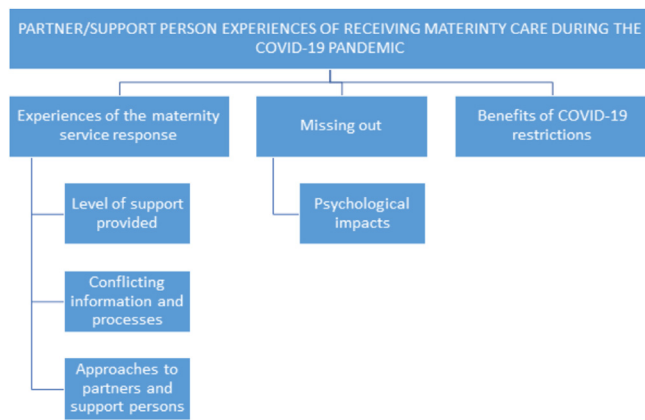 PARTNER/SUPPORT PERSON EXPERIENCES OF RECEIVING MATERINTY CARE DURING THE
COVID-19 PANDEMIC
Experiences of the maternity
service response
Missing out
Benefits of COVID-19
restrictions
Level of support
provided
Psychological
impacts
Conflicting
information and
processes
Approaches to
partners and
support persons